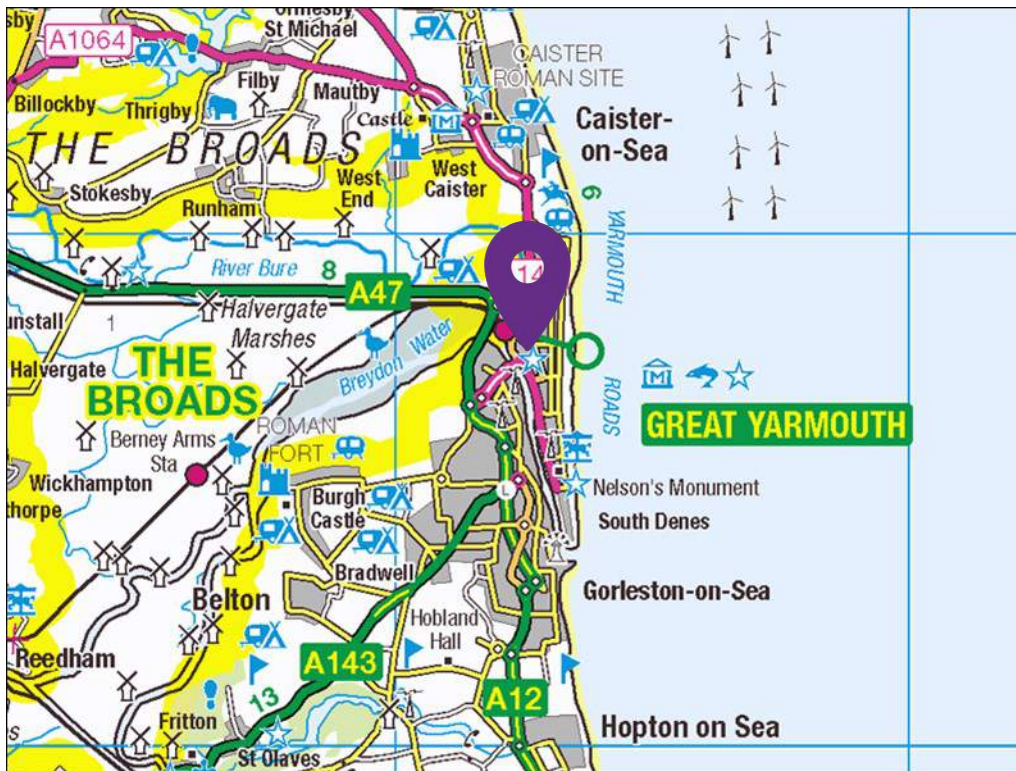 sby
Ormesby
St Michael
A1064
CAISTER
ROMAN SITE
Filby
Billockby
Thrigby
Mautby
Castle
M
Caister-
on-Sea
THE BROADS
West
Caister
West
End
Stokesby
Runham
6
YARMOUTH
ROADS
River Bure
8
A47
14
Halvergate
Marshes
unstall
1
Halvergate
THE
BROADS
Breydon Water
M
GREAT YARMOUTH
Berney Arms
Sta
ROMAN
FORT
Wickhampton
thorpe
Burgh
Castle
L
Nelson's Monument
South Denes
Bradwell
Belton
Gorleston-on-Sea
Hobland
Hall
Reedham
A143
13
A12
Fritton
St Olaves
Hopton on Sea
s